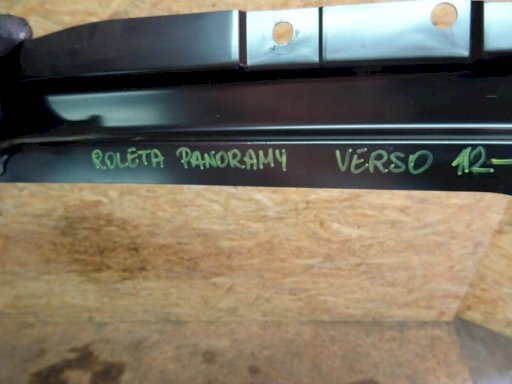 ROLETA PANORAMY VERSO 12-